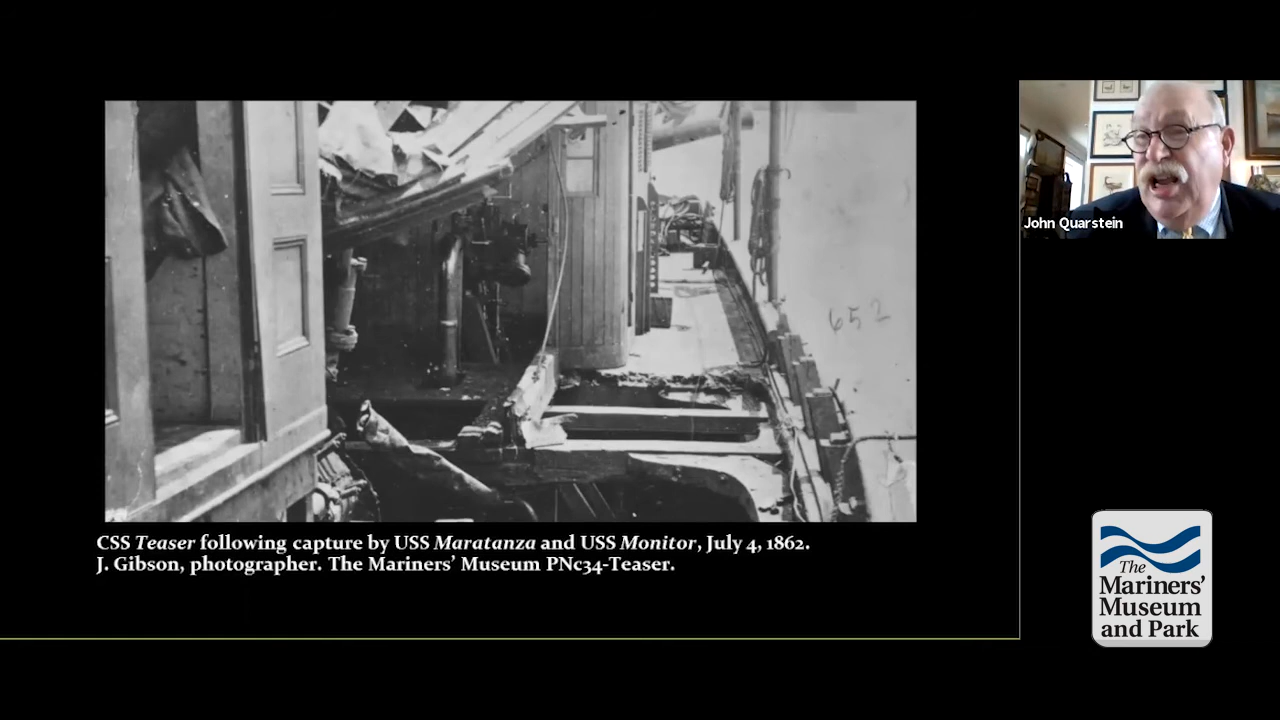 652
CSS Teaser following capture by USS Maratanza and USS Monitor, July 4, 1862.
J. Gibson, photographer. The Mariners' Museum PNc34-Teaser.
John Quarstein
The
Mariners'
Museum
and Park